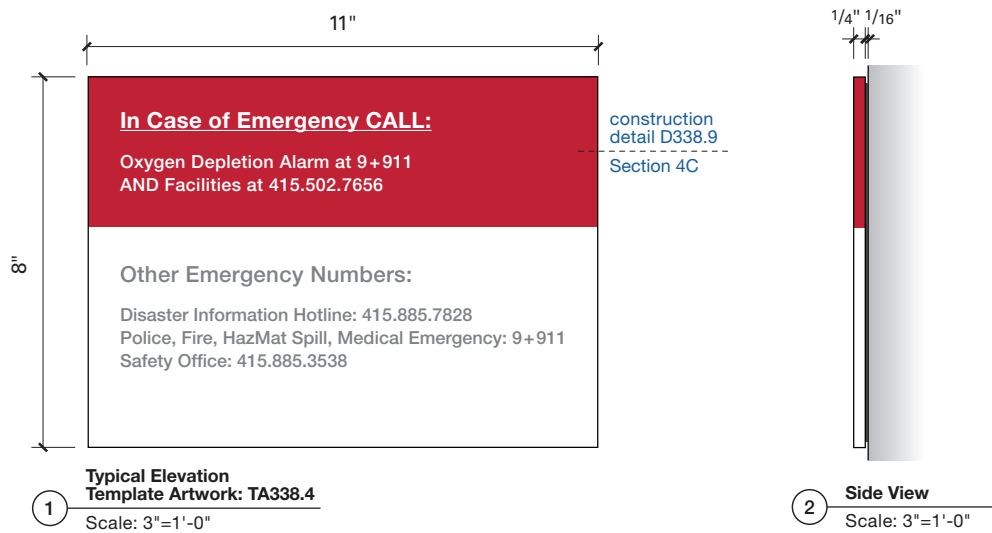 11"
1/4" 1/16"
In Case of Emergency CALL:
Oxygen Depletion Alarm at 9+911
AND Facilities at 415.502.7656
construction
detail D338.9
Section 4C
8"
Other Emergency Numbers:
Disaster Information Hotline: 415.885.7828
Police, Fire, HazMat Spill, Medical Emergency: 9+911
Safety Office: 415.885.3538
1
Typical Elevation
Template Artwork: TA338.4
Scale: 3"=1'-0"
2
Side View
Scale: 3"=1'-0"